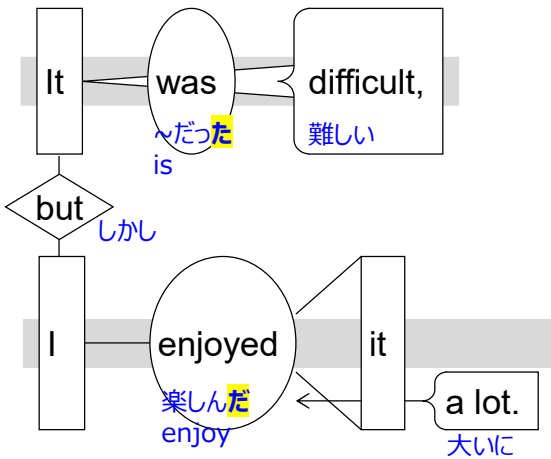 It was difficult,
~だった 難しい
is
but
しかし
I enjoyed it
楽しんだ
enjoy
a lot.
大いに